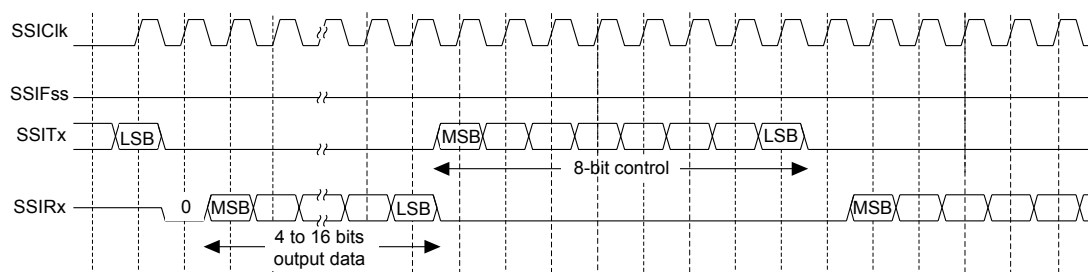 SSIClk
SSIFss
SSITx
LSB
MSB
LSB
8-bit control
SSIRx
0
MSB
LSB
MSB
4 to 16 bits
output data